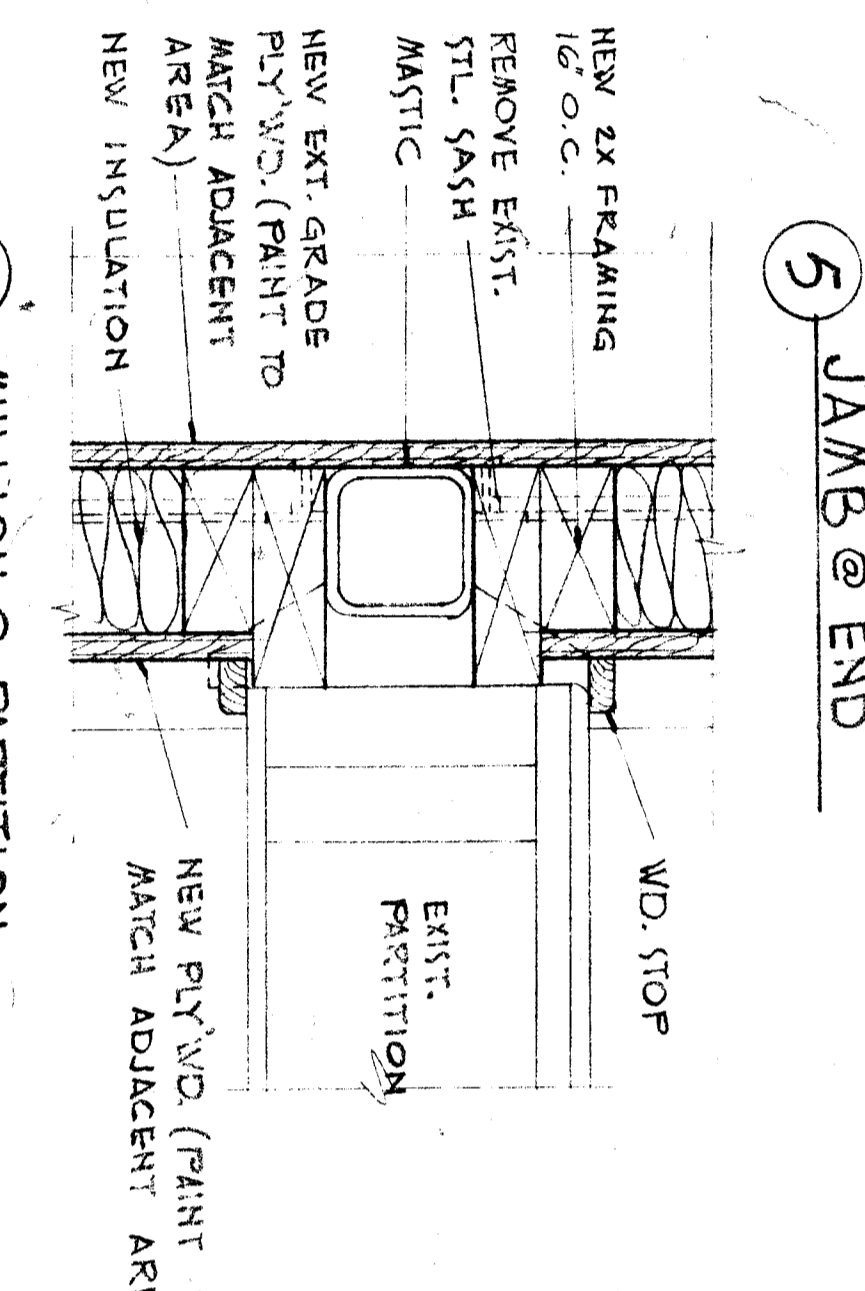 5 JAMB @ END
NEW 2X FRAMING
16" O.C.
REMOVE EXIST.
STL. SASH
MASTIC
NEW EXT. GRADE
PLY'WD. (PAINT TO
MATCH ADJACENT
AREA)
NEW INSULATION
WD. STOP
EXIST.
PARTITION
NEW PLY'WD. (PAINT
MATCH ADJACENT